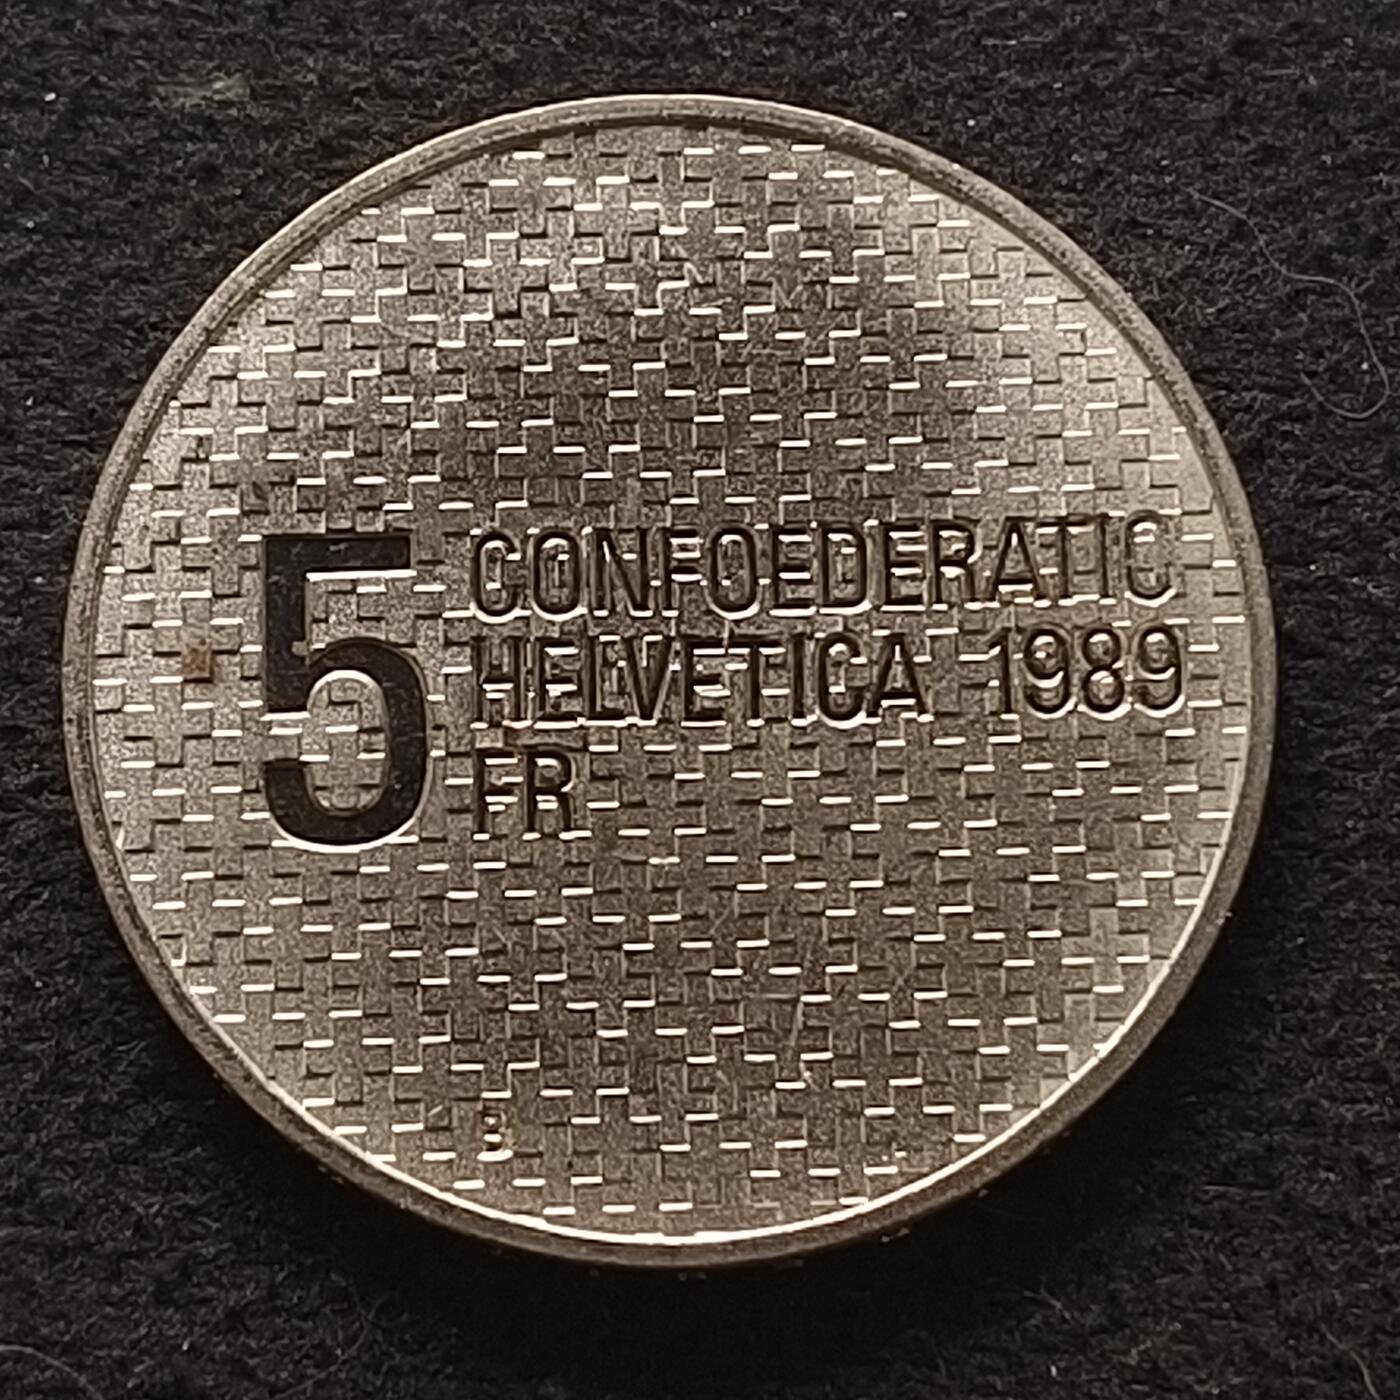 5 CONFOEDERATIO
HELVETICA 1989
FR
B